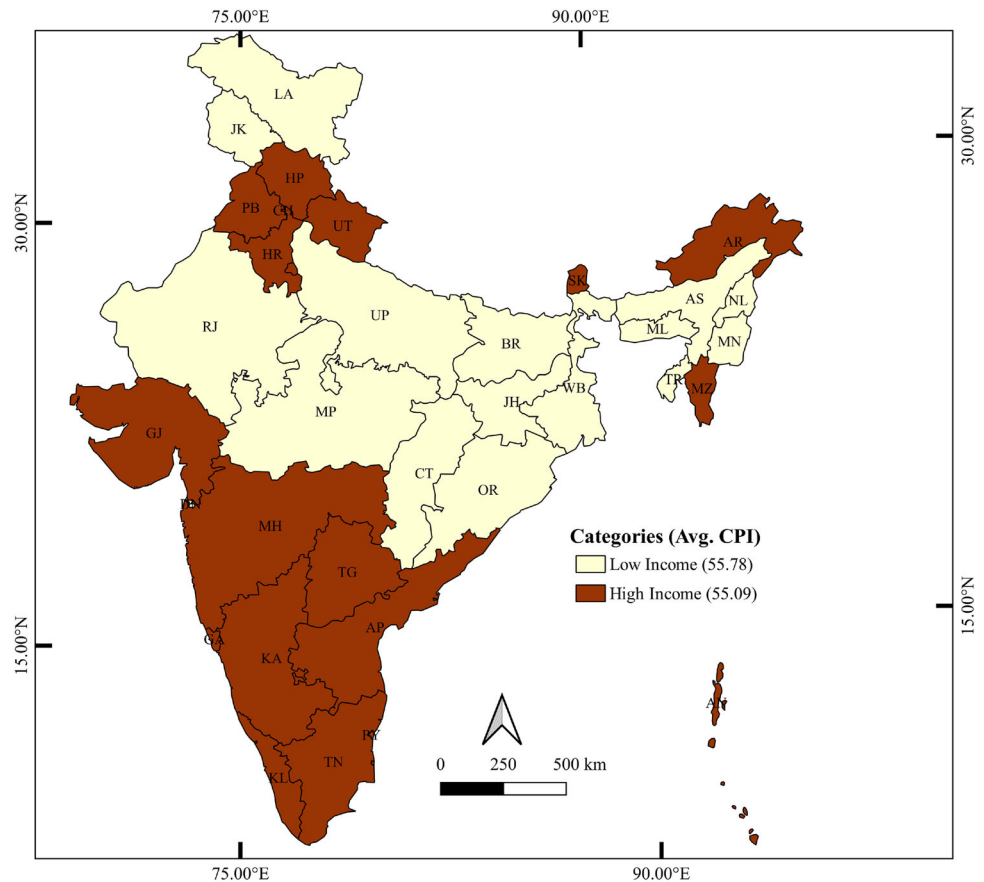 75.00°E
90.00°E
30.00°N
30.00°N
LA
JK
HP
PB
UT
HR
AR
SK
AS
NL
UP
RJ
ML
MN
BR
TR
MZ
WB
JH
MP
GJ
CT
OR
MH
Categories (Avg. CPI)
Low Income (55.78)
High Income (55.09)
TG
AP
15.00°N
15.00°N
GA
KA
AN
PY
TN
KL
0 250 500 km
75.00°E
90.00°E